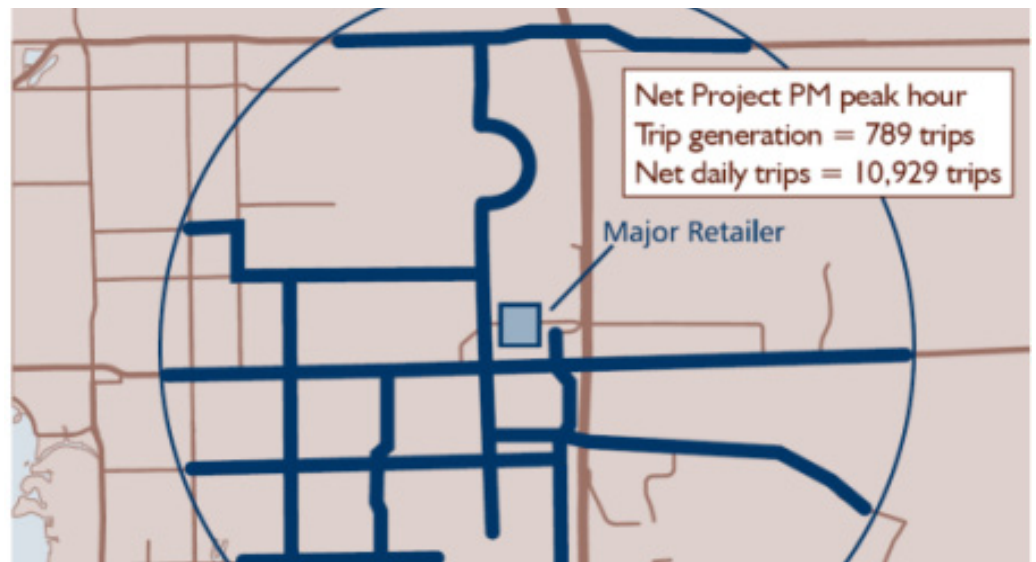 Net Project PM peak hour
Trip generation = 789 trips
Net daily trips = 10,929 trips
Major Retailer